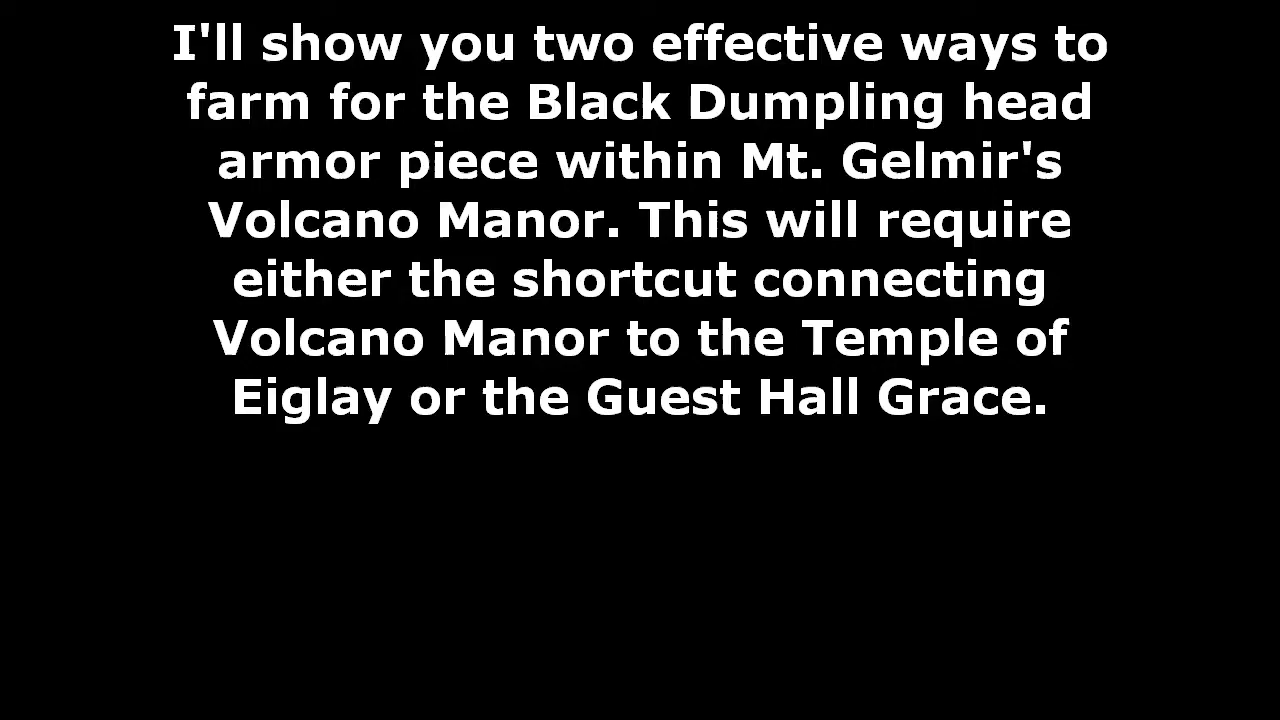 I'll show you two effective ways to
farm for the Black Dumpling head
armor piece within Mt. Gelmir's
Volcano Manor. This will require
either the shortcut connecting
Volcano Manor to the Temple of
Eiglay or the Guest Hall Grace.